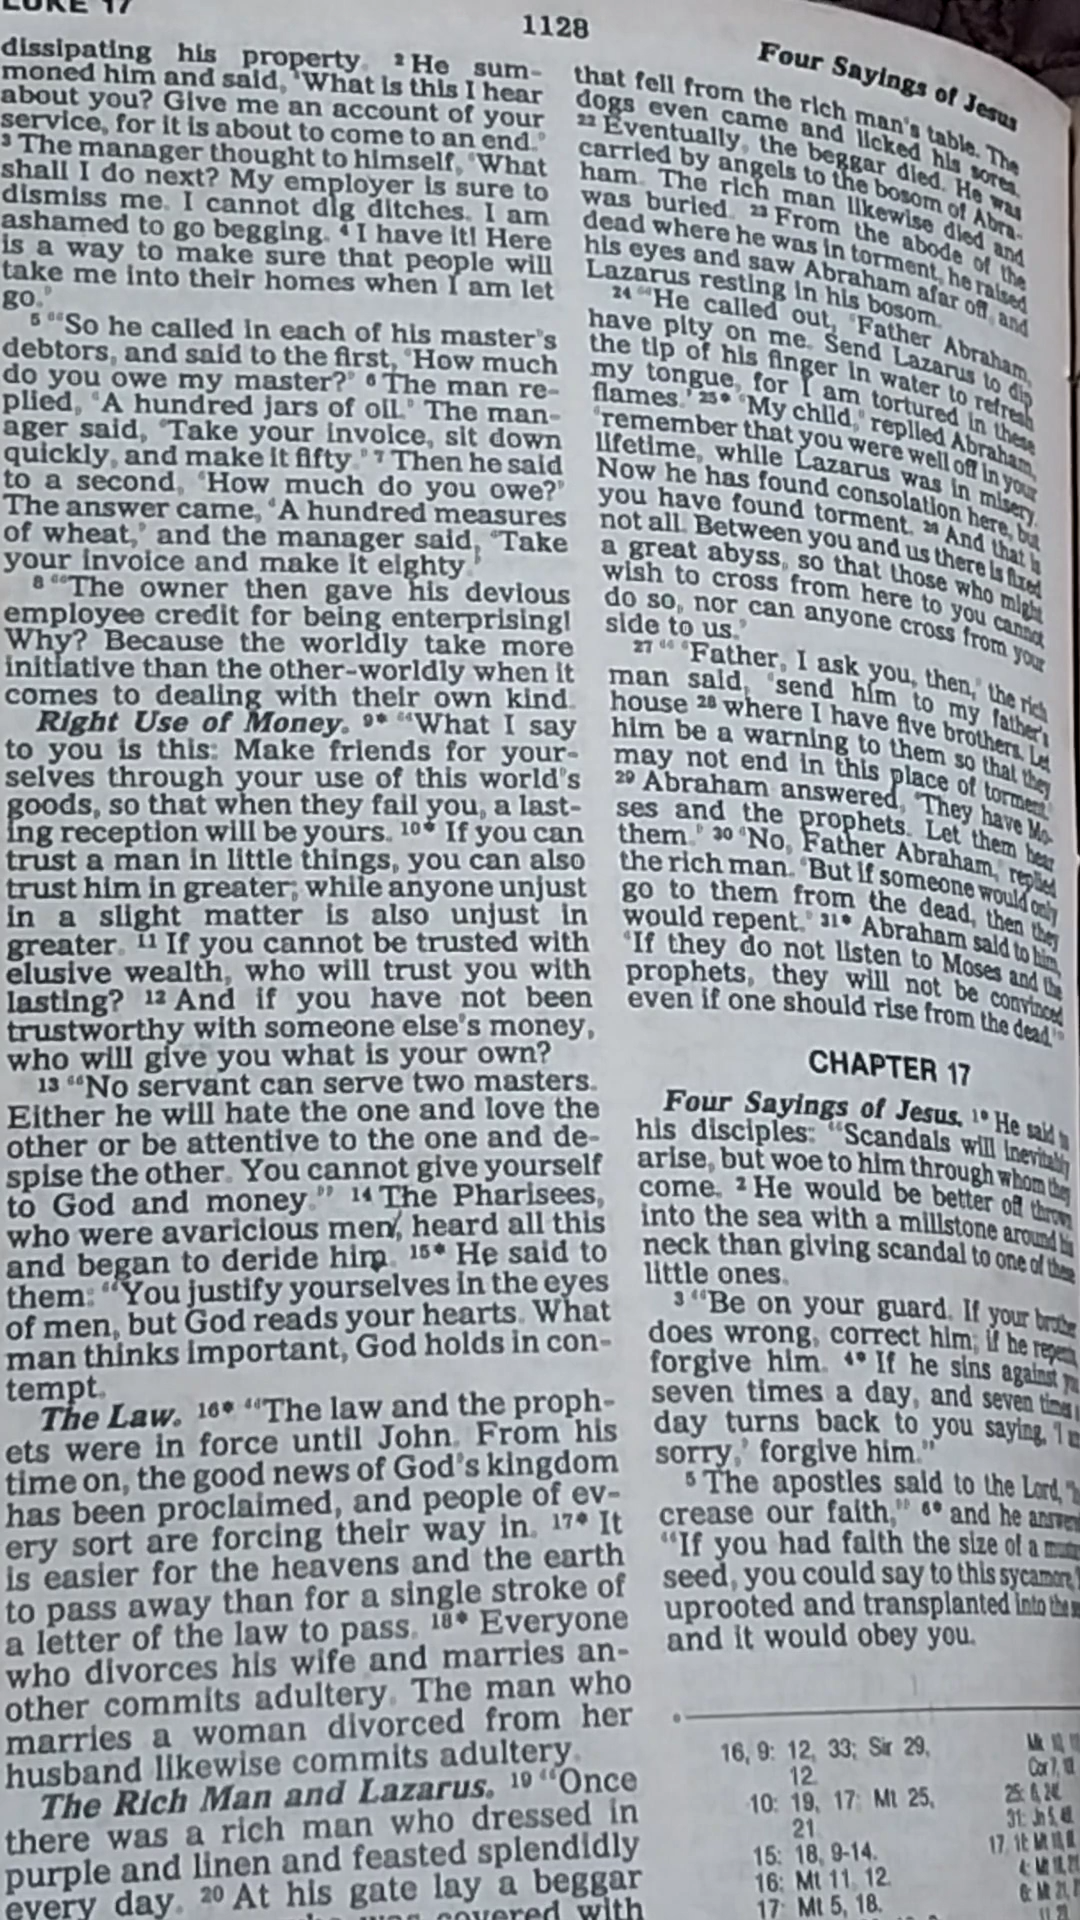 LUKE 17
1128
Four Sayings of Jesus
dissipating his property. ²He sum-
moned him and said, 'What is this I hear
about you? Give me an account of your
service, for it is about to come to an end.'
³The manager thought to himself, 'What
shall I do next? My employer is sure to
dismiss me. I cannot dig ditches. I am
ashamed to go begging. ⁴I have it! Here
is a way to make sure that people will
take me into their homes when I am let
go.'
⁵"So he called in each of his master's
debtors, and said to the first, 'How much
do you owe my master?' ⁶The man re-
plied, 'A hundred jars of oil.' The man-
ager said, 'Take your invoice, sit down
quickly, and make it fifty.' ⁷Then he said
to a second, 'How much do you owe?'
The answer came, 'A hundred measures
of wheat,' and the manager said, 'Take
your invoice and make it eighty.'
⁸"The owner then gave his devious
employee credit for being enterprising!
Why? Because the worldly take more
initiative than the other-worldly when it
comes to dealing with their own kind.
Right Use of Money. ⁹* "What I say
to you is this: Make friends for your-
selves through your use of this world's
goods, so that when they fail you, a last-
ing reception will be yours. ¹⁰* If you can
trust a man in little things, you can also
trust him in greater; while anyone unjust
in a slight matter is also unjust in
greater. ¹¹If you cannot be trusted with
elusive wealth, who will trust you with
lasting? ¹²And if you have not been
trustworthy with someone else's money,
who will give you what is your own?
¹³"No servant can serve two masters.
Either he will hate the one and love the
other or be attentive to the one and de-
spise the other. You cannot give yourself
to God and money." ¹⁴The Pharisees,
who were avaricious men, heard all this
and began to deride him. ¹⁵* He said to
them: "You justify yourselves in the eyes
of men, but God reads your hearts. What
man thinks important, God holds in con-
tempt.
The Law. ¹⁶* "The law and the proph-
ets were in force until John. From his
time on, the good news of God's kingdom
has been proclaimed, and people of ev-
ery sort are forcing their way in. ¹⁷* It
is easier for the heavens and the earth
to pass away than for a single stroke of
a letter of the law to pass. ¹⁸* Everyone
who divorces his wife and marries an-
other commits adultery. The man who
marries a woman divorced from her
husband likewise commits adultery.
The Rich Man and Lazarus. ¹⁹"Once
there was a rich man who dressed in
purple and linen and feasted splendidly
every day. ²⁰At his gate lay a beggar
was covered with
that fell from the rich man's table. The
dogs even came and licked his sores.
²²Eventually, the beggar died. He was
carried by angels to the bosom of Abra-
ham. The rich man likewise died and
was buried. ²³From the abode of the
dead where he was in torment, he raised
his eyes and saw Abraham afar off, and
Lazarus resting in his bosom.
²⁴"He called out, 'Father Abraham,
have pity on me. Send Lazarus to dip
the tip of his finger in water to refresh
my tongue, for I am tortured in these
flames.' ²⁵* 'My child,' replied Abraham,
'remember that you were well off in your
lifetime, while Lazarus was in misery.
Now he has found consolation here, but
you have found torment. ²⁶And that is
not all. Between you and us there is fixed
a great abyss, so that those who might
wish to cross from here to you cannot
do so, nor can anyone cross from your
side to us.'
²⁷" 'Father, I ask you, then,' the rich
man said, 'send him to my father's
house ²⁸where I have five brothers. Let
him be a warning to them so that they
may not end in this place of torment.'
²⁹Abraham answered, 'They have Mo-
ses and the prophets. Let them hear
them.' ³⁰'No, Father Abraham,' replied
the rich man. 'But if someone would only
go to them from the dead, then they
would repent.' ³¹* Abraham said to him,
'If they do not listen to Moses and the
prophets, they will not be convinced
even if one should rise from the dead.'"
CHAPTER 17
Four Sayings of Jesus. ¹* He said to
his disciples: "Scandals will inevitably
arise, but woe to him through whom they
come. ²He would be better off thrown
into the sea with a millstone around his
neck than giving scandal to one of these
little ones.
³"Be on your guard. If your brother
does wrong, correct him; if he repents,
forgive him. ⁴* If he sins against you
seven times a day, and seven times a
day turns back to you saying, 'I am
sorry,' forgive him."
⁵The apostles said to the Lord,
crease our faith," ⁶* and he answered:
"If you had faith the size of a mustard
seed, you could say to this sycamore,
uprooted and transplanted into the sea,
and it would obey you.
16, 9: 12, 33; Sir 29,
12.
10: 19, 17; Mt 25,
21.
15: 18, 9-14.
16: Mt 11, 12.
17: Mt 5, 18.
25: 6, 24.